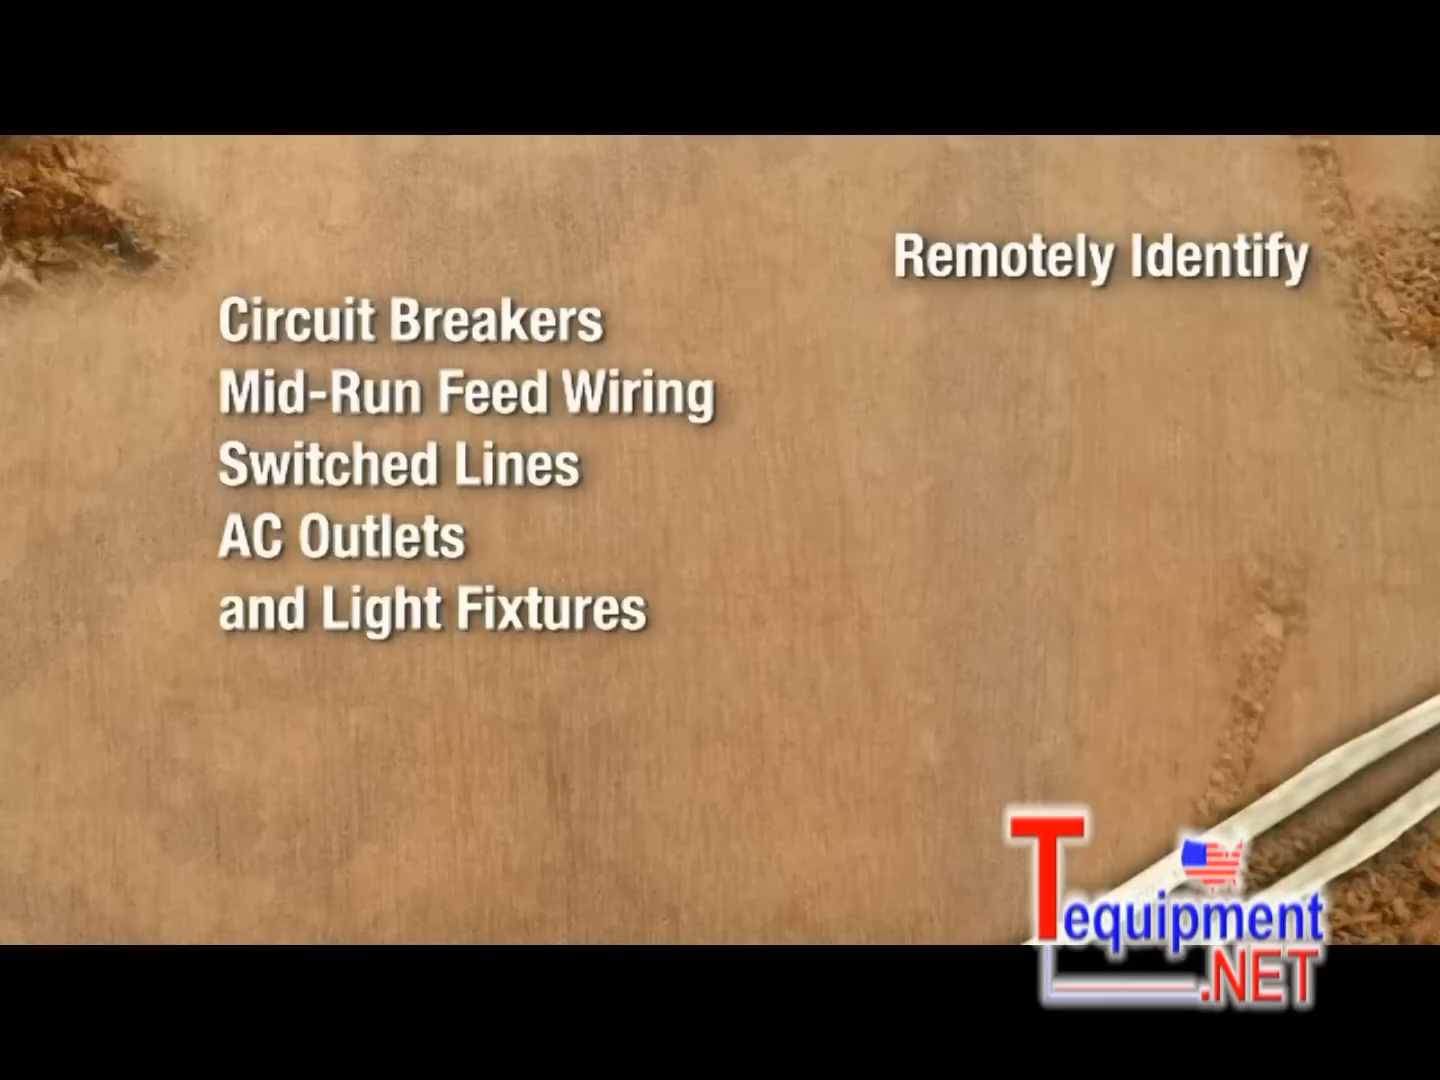 Remotely Identify
Circuit Breakers
Mid-Run Feed Wiring
Switched Lines
AC Outlets
and Light Fixtures
Tequipment
.NET